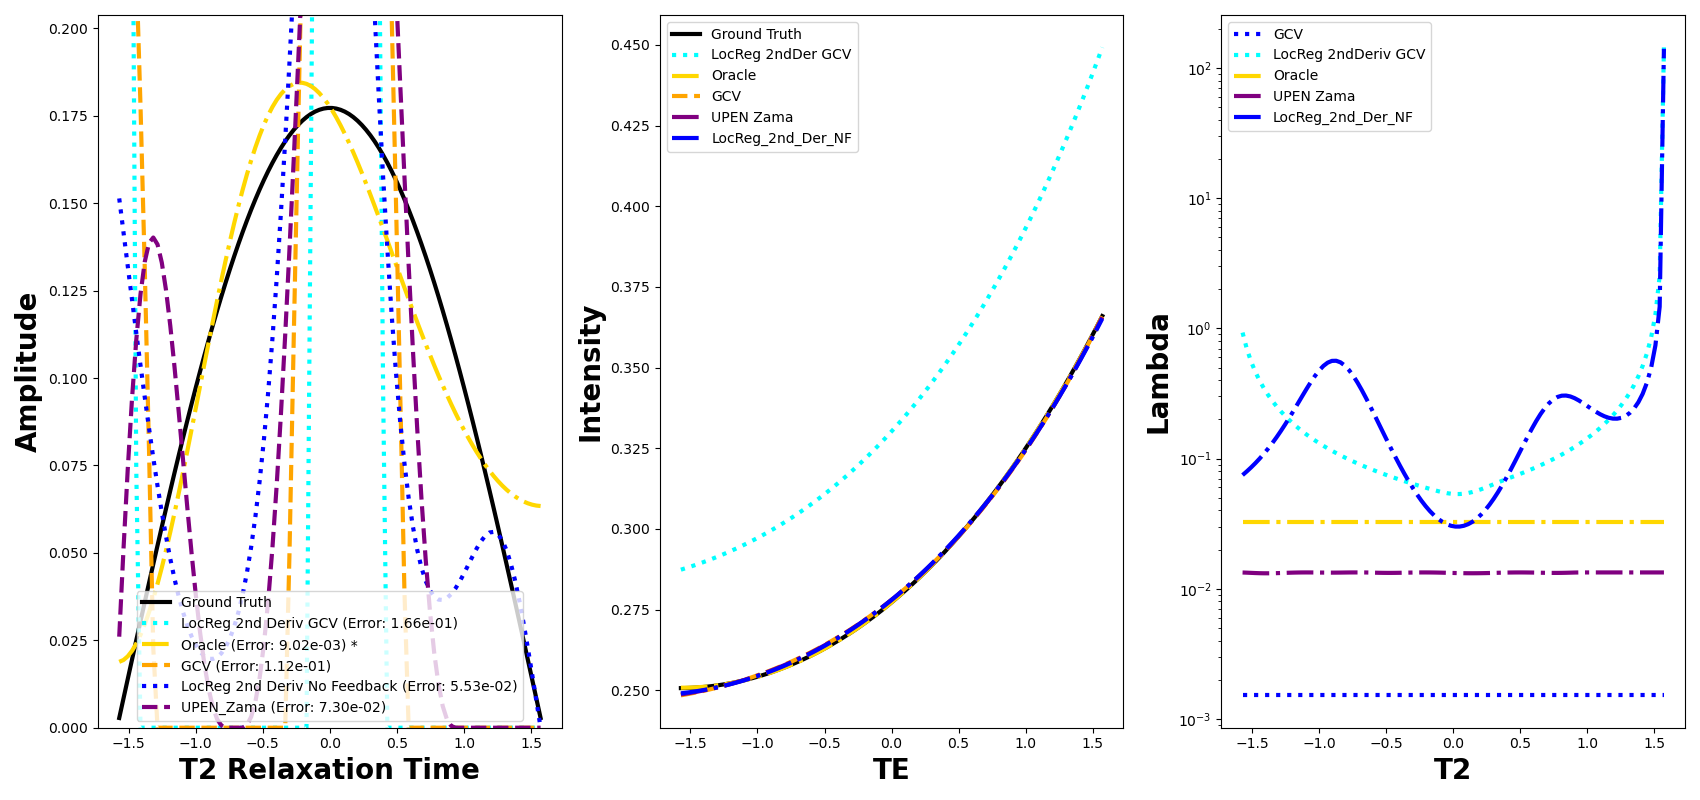 0.200
0.175
0.150
0.125
0.100
0.075
0.050
0.025
0.000
Amplitude
Ground Truth
LocReg 2nd Deriv GCV (Error: 1.66e-01)
Oracle (Error: 9.02e-03) *
GCV (Error: 1.12e-01)
LocReg 2nd Deriv No Feedback (Error: 5.53e-02)
UPEN_Zama (Error: 7.30e-02)
−1.5 −1.0 −0.5 0.0 0.5 1.0 1.5
T2 Relaxation Time
0.450
0.425
0.400
0.375
0.350
0.325
0.300
0.275
0.250
Intensity
Ground Truth
LocReg 2ndDer GCV
Oracle
GCV
UPEN Zama
LocReg_2nd_Der_NF
−1.5 −1.0 −0.5 0.0 0.5 1.0 1.5
TE
10²
10¹
10⁰
10⁻¹
10⁻²
10⁻³
Lambda
GCV
LocReg 2ndDeriv GCV
Oracle
UPEN Zama
LocReg_2nd_Der_NF
−1.5 −1.0 −0.5 0.0 0.5 1.0 1.5
T2